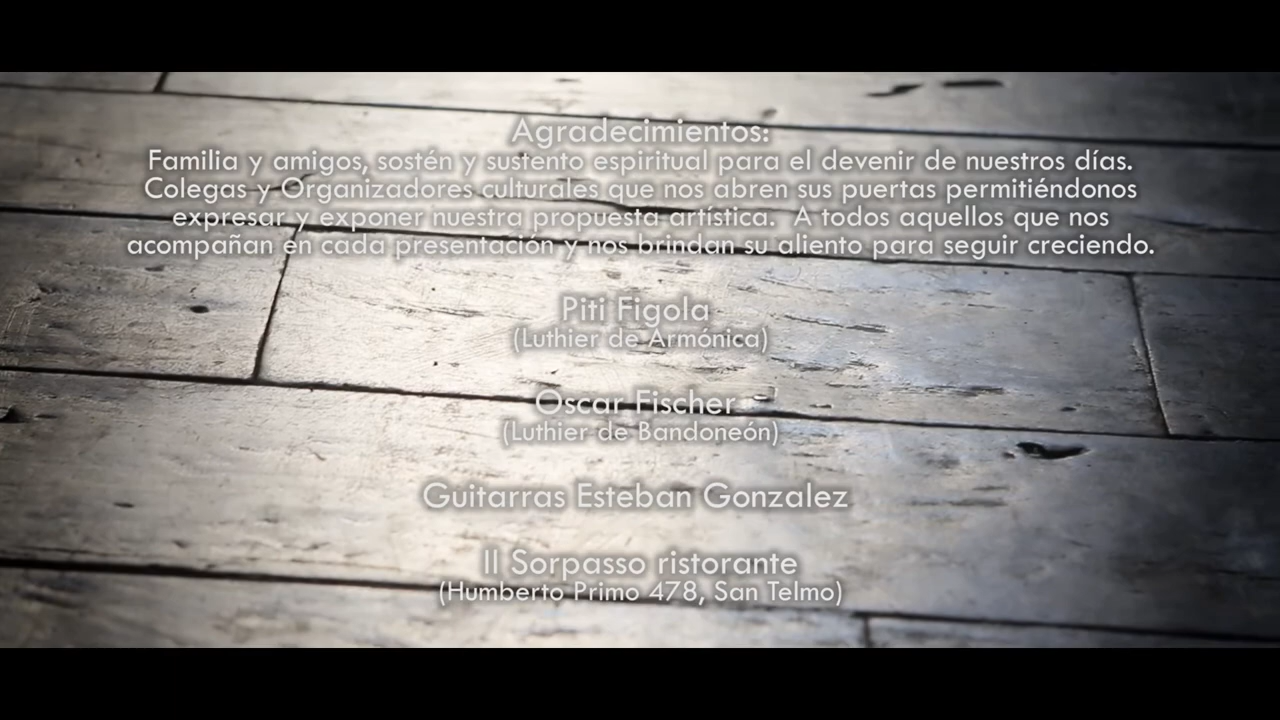 Agradecimientos:
Familia y amigos, sostén y sustento espiritual para el devenir de nuestros días.
Colegas y Organizadores culturales que nos abren sus puertas permitiéndonos
expresar y exponer nuestra propuesta artística. A todos aquellos que nos
acompañan en cada presentación y nos brindan su aliento para seguir creciendo.
Piti Figola
(Luthier de Armónica)
Oscar Fischer
(Luthier de Bandoneón)
Guitarras Esteban Gonzalez
Il Sorpasso ristorante
(Humberto Primo 478, San Telmo)